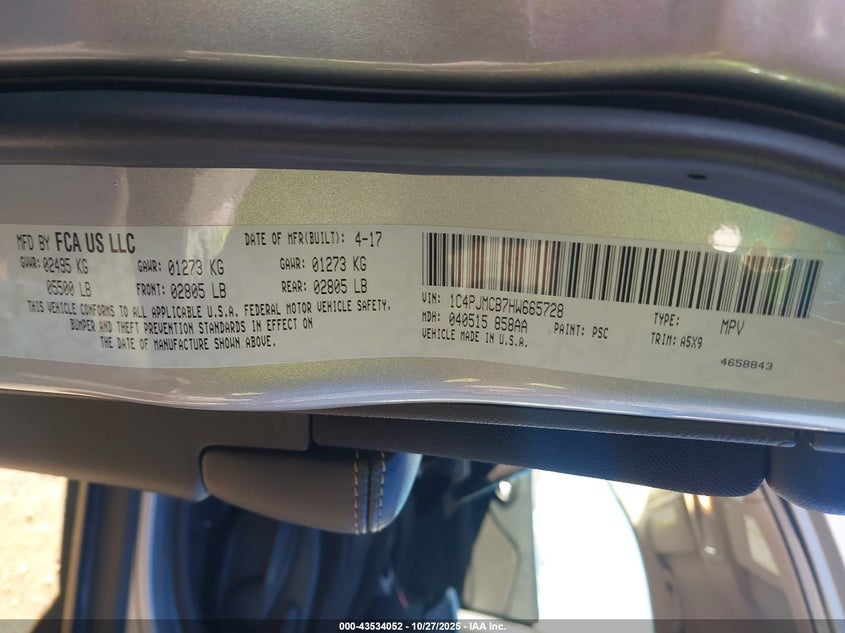 MFD BY FCA US LLC
DATE OF MFR(BUILT): 4-17
GVWR: 02495 KG GAWR: 01273 KG GAWR: 01273 KG
05500 LB FRONT: 02805 LB REAR: 02805 LB
THIS VEHICLE CONFORMS TO ALL APPLICABLE U.S.A. FEDERAL MOTOR VEHICLE SAFETY,
BUMPER AND THEFT PREVENTION STANDARDS IN EFFECT ON
THE DATE OF MANUFACTURE SHOWN ABOVE.
VIN: 1C4PJMCB7HW665728 TYPE: MPV
MDH: 040515 858AA PAINT: PSC TRIM: A5X9
VEHICLE MADE IN U.S.A.
4658843
000-43534052 | 10/27/2025 | IAA Inc.